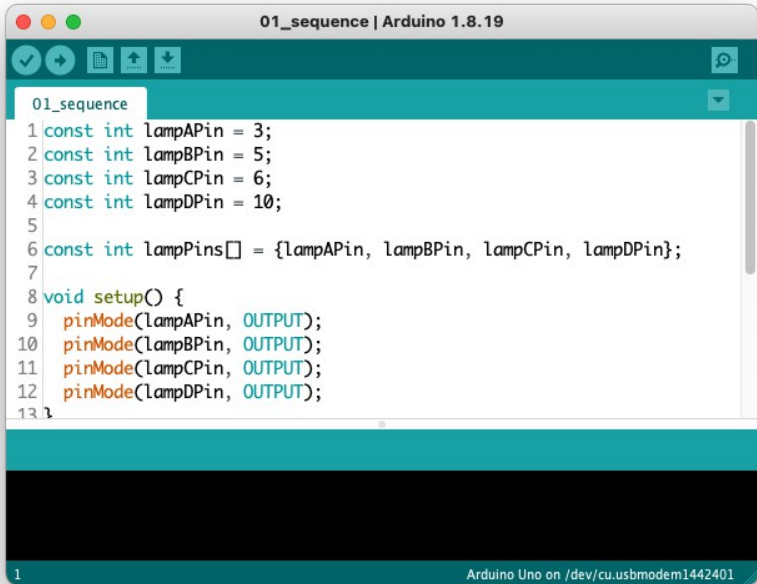 01_sequence | Arduino 1.8.19
01_sequence
1 const int lampAPin = 3;
2 const int lampBPin = 5;
3 const int lampCPin = 6;
4 const int lampDPin = 10;
5
6 const int lampPins[] = {lampAPin, lampBPin, lampCPin, lampDPin};
7
8 void setup() {
9   pinMode(lampAPin, OUTPUT);
10   pinMode(lampBPin, OUTPUT);
11   pinMode(lampCPin, OUTPUT);
12   pinMode(lampDPin, OUTPUT);
13 }
1 Arduino Uno on /dev/cu.usbmodem1442401